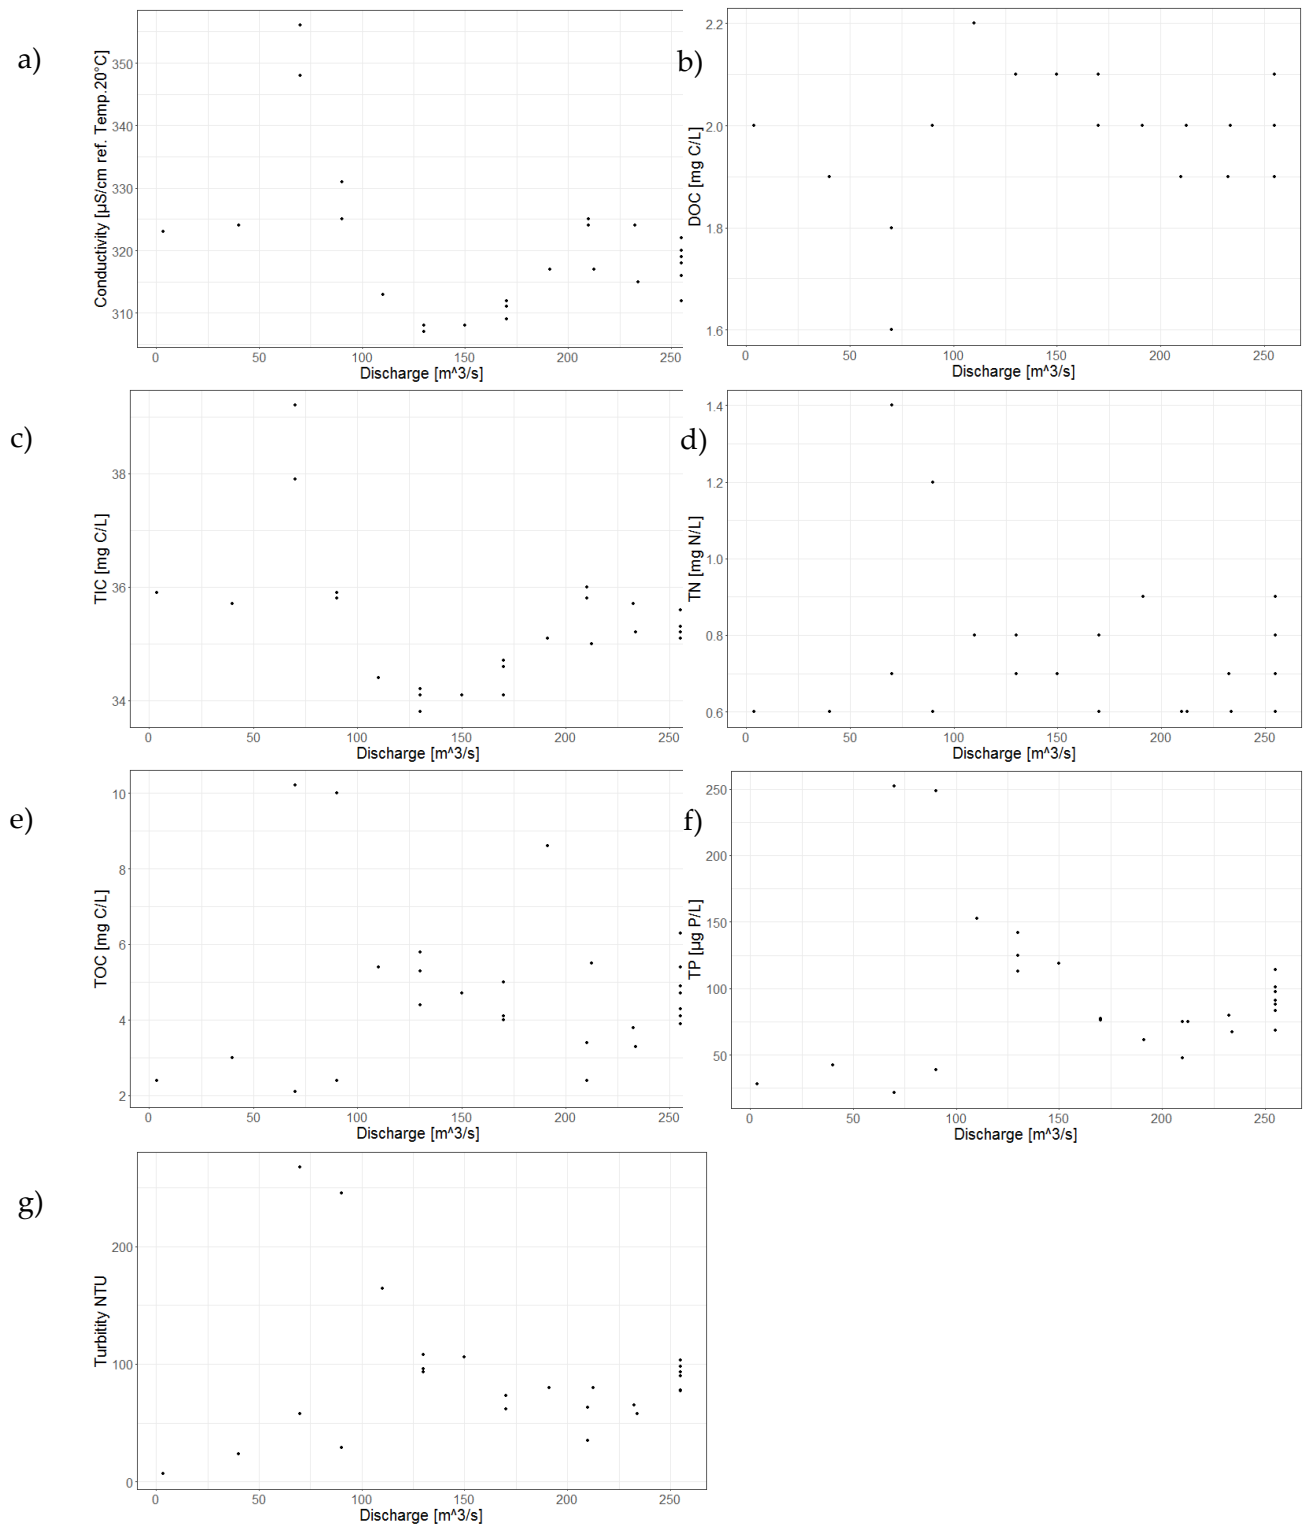 a)
Conductivity [µS/cm ref. Temp.20°C]
350
340
330
320
310
0 50 100 150 200 250
Discharge [m^3/s]
b)
DOC [mg C/L]
2.2
2.0
1.8
1.6
0 50 100 150 200 250
Discharge [m^3/s]
c)
TIC [mg C/L]
38
36
34
0 50 100 150 200 250
Discharge [m^3/s]
d)
TN [mg N/L]
1.4
1.2
1.0
0.8
0.6
0 50 100 150 200 250
Discharge [m^3/s]
e)
TOC [mg C/L]
10
8
6
4
2
0 50 100 150 200 250
Discharge [m^3/s]
f)
TP [µg P/L]
250
200
150
100
50
50 100 150 200 250
Discharge [m^3/s]
g)
Turbitity NTU
200
100
0
0 50 100 150 200 250
Discharge [m^3/s]